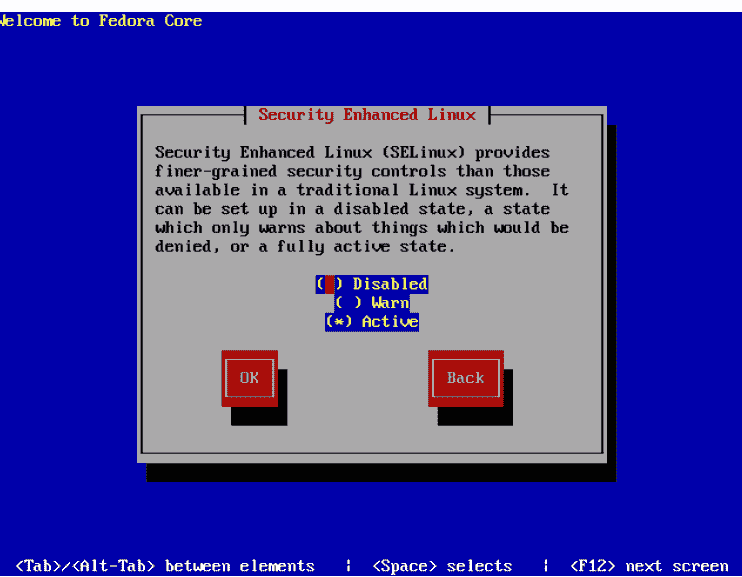 Welcome to Fedora Core
Security Enhanced Linux
Security Enhanced Linux (SELinux) provides
finer-grained security controls than those
available in a traditional Linux system.  It
can be set up in a disabled state, a state
which only warns about things which would be
denied, or a fully active state.
( ) Disabled
( ) Warn
(*) Active
OK Back
<Tab>/<Alt-Tab> between elements   |  <Space> selects   |  <F12> next screen